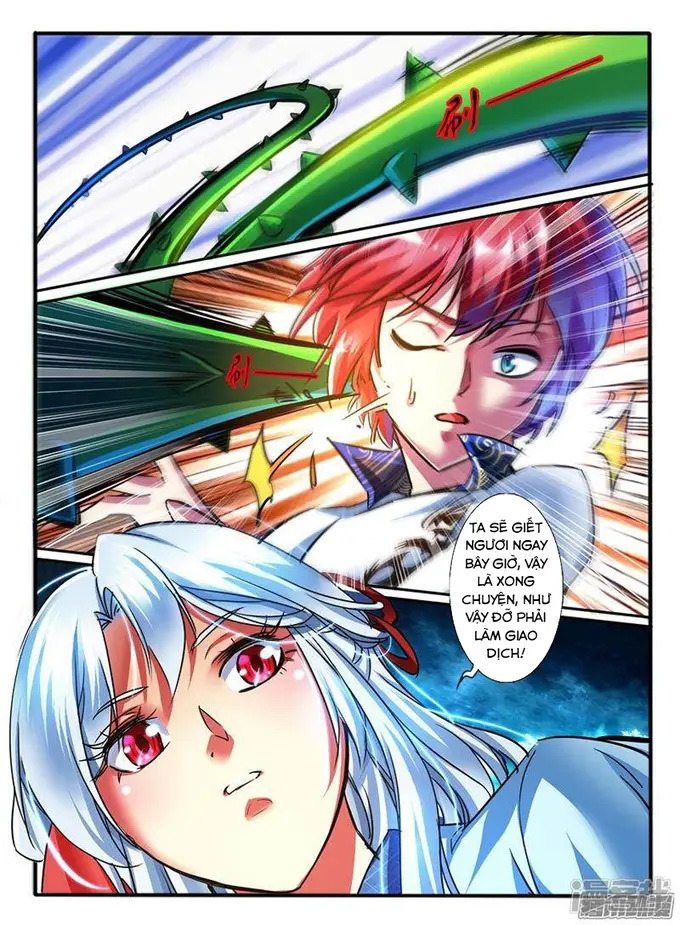 刷
刷
TA SẼ GIẾT
NGƯƠI NGAY
BÂY GIỜ, VẬY
LÀ XONG
CHUYỆN, NHƯ
VẬY ĐỠ PHẢI
LÀM GIAO
DỊCH!